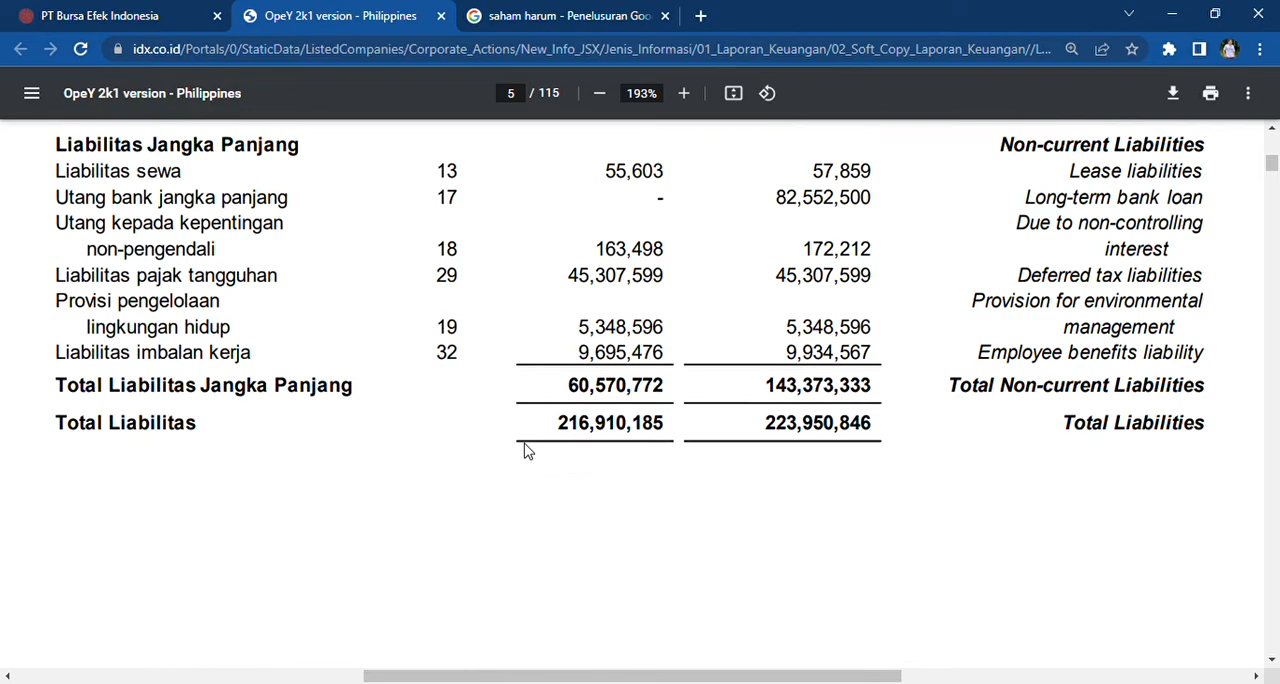 PT Bursa Efek Indonesia
OpeY 2k1 version - Philippines
saham harum - Penelusuran Goo
idx.co.id/Portals/0/StaticData/ListedCompanies/Corporate_Actions/New_Info_JSX/Jenis_Informasi/01_Laporan_Keuangan/02_Soft_Copy_Laporan_Keuangan//L...
OpeY 2k1 version - Philippines 5 / 115 193%
Liabilitas Jangka Panjang Non-current Liabilities
Liabilitas sewa 13 55,603 57,859 Lease liabilities
Utang bank jangka panjang 17 - 82,552,500 Long-term bank loan
Utang kepada kepentingan Due to non-controlling
non-pengendali 18 163,498 172,212 interest
Liabilitas pajak tangguhan 29 45,307,599 45,307,599 Deferred tax liabilities
Provisi pengelolaan Provision for environmental
lingkungan hidup 19 5,348,596 5,348,596 management
Liabilitas imbalan kerja 32 9,695,476 9,934,567 Employee benefits liability
Total Liabilitas Jangka Panjang 60,570,772 143,373,333 Total Non-current Liabilities
Total Liabilitas 216,910,185 223,950,846 Total Liabilities